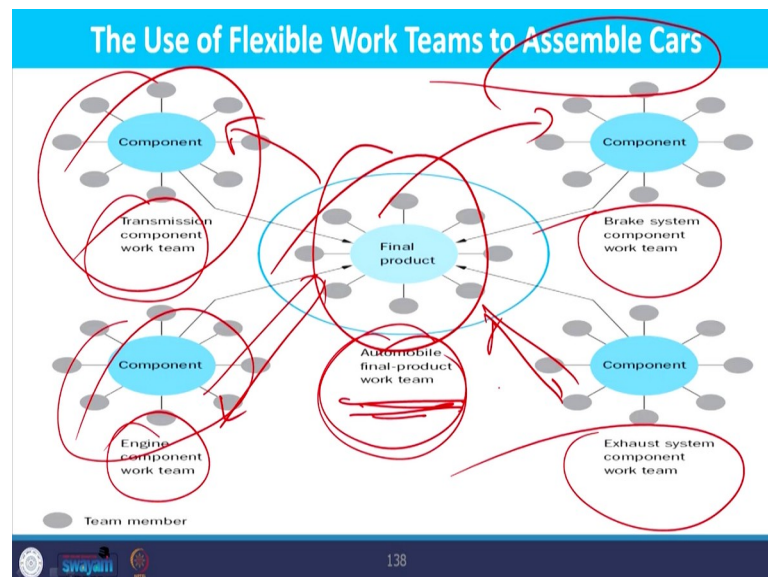 The Use of Flexible Work Teams to Assemble Cars
Component
Component
Transmission
component
work team
Brake system
component
work team
Final
product
Component
Component
Automobile
final-product
work team
Engine
component
work team
Exhaust system
component
work team
Team member
swayam
138